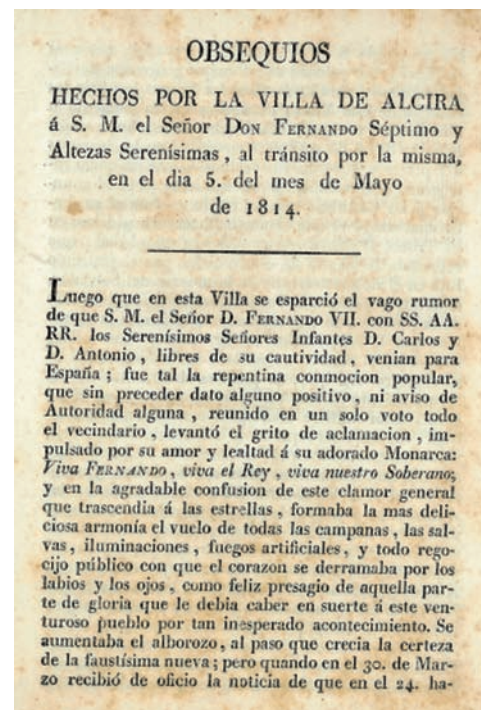 OBSEQUIOS
HECHOS POR LA VILLA DE ALCIRA
á S. M. el Señor DON FERNANDO Séptimo y
Altezas Serenísimas, al tránsito por la misma,
en el dia 5. del mes de Mayo
de 1814.
Luego que en esta Villa se esparció el vago rumor
de que S. M. el Señor D. FERNANDO VII. con SS. AA.
RR. los Serenísimos Señores Infantes D. Carlos y
D. Antonio, libres de su cautividad, venian para
España; fue tal la repentina conmocion popular,
que sin preceder dato alguno positivo, ni aviso de
Autoridad alguna, reunido en un solo voto todo
el vecindario, levantó el grito de aclamacion, im-
pulsado por su amor y lealtad á su adorado Monarca:
Viva FERNANDO, viva el Rey, viva nuestro Soberano;
y en la agradable confusion de este clamor general
que trascendia á las estrellas, formaba la mas deli-
ciosa armonía el vuelo de todas las campanas, las sal-
vas, iluminaciones, fuegos artificiales, y todo rego-
cijo público con que el corazon se derramaba por los
labios y los ojos, como feliz presagio de aquella par-
te de gloria que le debia caber en suerte á este ven-
turoso pueblo por tan inesperado acontecimiento. Se
aumentaba el alborozo, al paso que crecia la certeza
de la faustísima nueva; pero quando en el 30. de Mar-
zo recibió de oficio la noticia de que en el 24. ha-